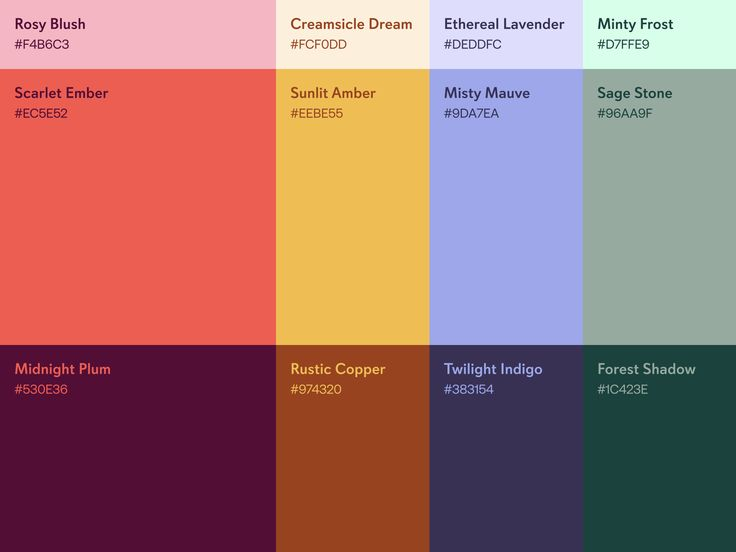 Rosy Blush
#F4B6C3
Creamsicle Dream
#FCF0DD
Ethereal Lavender
#DEDDFC
Minty Frost
#D7FFE9
Scarlet Ember
#EC5E52
Sunlit Amber
#EEBE55
Misty Mauve
#9DA7EA
Sage Stone
#96AA9F
Midnight Plum
#530E36
Rustic Copper
#974320
Twilight Indigo
#383154
Forest Shadow
#1C423E